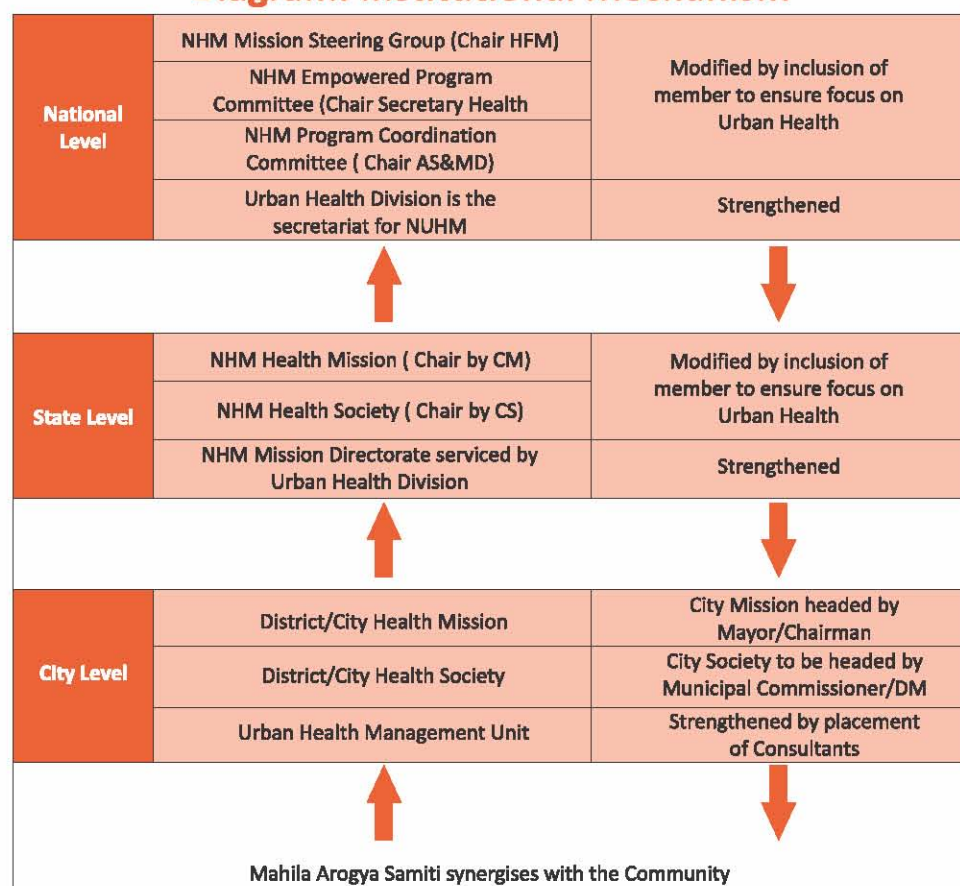 National
Level
NHM Mission Steering Group (Chair HFM)
NHM Empowered Program
Committee (Chair Secretary Health
NHM Program Coordination
Committee ( Chair AS&MD)
Urban Health Division is the
secretariat for NUHM
Modified by inclusion of
member to ensure focus on
Urban Health
Strengthened
State Level
NHM Health Mission ( Chair by CM)
NHM Health Society ( Chair by CS)
NHM Mission Directorate serviced by
Urban Health Division
Modified by inclusion of
member to ensure focus on
Urban Health
Strengthened
City Level
District/City Health Mission
District/City Health Society
Urban Health Management Unit
City Mission headed by
Mayor/Chairman
City Society to be headed by
Municipal Commissioner/DM
Strengthened by placement
of Consultants
Mahila Arogya Samiti synergises with the Community